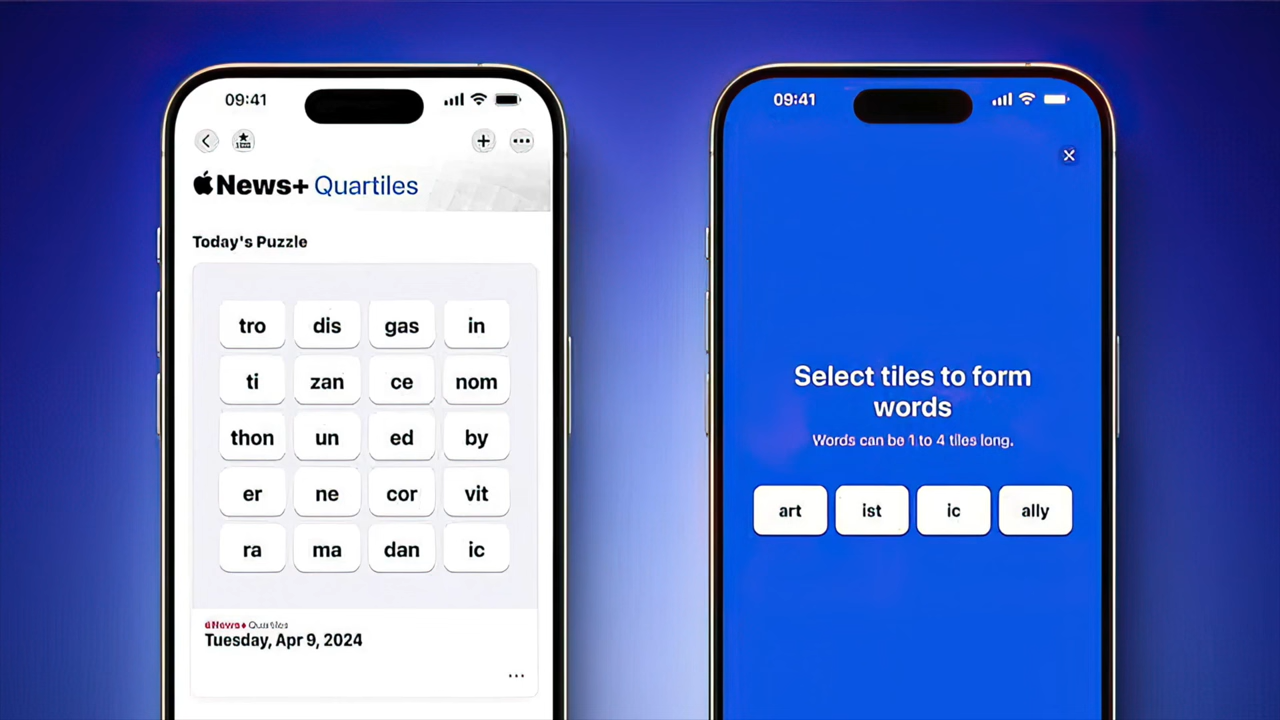 09:41
News+ Quartiles
Today's Puzzle
tro dis gas in
ti zan ce nom
thon un ed by
er ne cor vit
ra ma dan ic
News+ Quartiles
Tuesday, Apr 9, 2024
09:41
Select tiles to form
words
Words can be 1 to 4 tiles long.
art ist ic ally